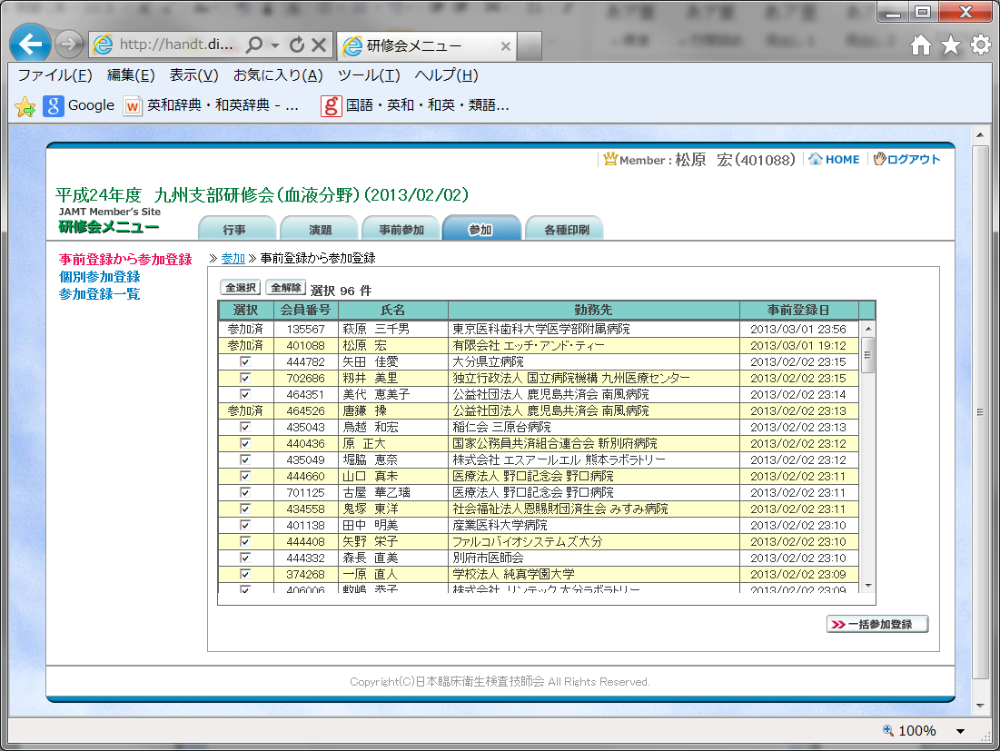 http://handt.di...
研修会メニュー
ファイル(F) 編集(E) 表示(V) お気に入り(A) ツール(T) ヘルプ(H)
Google 英和辞典・和英辞典 - ... 国語・英和・和英・類語...
Member : 松原 宏(401088) HOME ログアウト
平成24年度 九州支部研修会(血液分野)(2013/02/02)
JAMT Member's Site
研修会メニュー
行事 演題 事前参加 参加 各種印刷
事前登録から参加登録
個別参加登録
参加登録一覧
≫ 参加 ≫ 事前登録から参加登録
全選択 全解除 選択 96 件
選択 会員番号 氏名 勤務先 事前登録日
参加済 135567 萩原 三千男 東京医科歯科大学医学部附属病院 2013/03/01 23:56
参加済 401088 松原 宏 有限会社 エッチ・アンド・ティー 2013/03/01 19:12
444782 矢田 佳愛 大分県立病院 2013/02/02 23:15
702686 籾井 美里 独立行政法人 国立病院機構 九州医療センター 2013/02/02 23:15
464351 美代 恵美子 公益社団法人 鹿児島共済会 南風病院 2013/02/02 23:14
参加済 464526 唐鎌 操 公益社団法人 鹿児島共済会 南風病院 2013/02/02 23:13
435043 鳥越 和宏 稲仁会 三原台病院 2013/02/02 23:13
440436 原 正大 国家公務員共済組合連合会 新別府病院 2013/02/02 23:12
435049 堀脇 恵奈 株式会社 エスアールエル 熊本ラボラトリー 2013/02/02 23:12
444660 山口 真未 医療法人 野口記念会 野口病院 2013/02/02 23:11
701125 古屋 華乙璃 医療法人 野口記念会 野口病院 2013/02/02 23:11
434558 鬼塚 東洋 社会福祉法人恩賜財団済生会 みすみ病院 2013/02/02 23:11
401138 田中 明美 産業医科大学病院 2013/02/02 23:10
444408 矢野 栄子 ファルコバイオシステムズ大分 2013/02/02 23:10
444332 森長 直美 別府市医師会 2013/02/02 23:10
374268 一原 直人 学校法人 純真学園大学 2013/02/02 23:09
406006 恭子 株式会社 リンテック 大分ラボラトリー 2013/02/02 23:09
一括参加登録
Copyright(C)日本臨床衛生検査技師会 All Rights Reserved.
100%